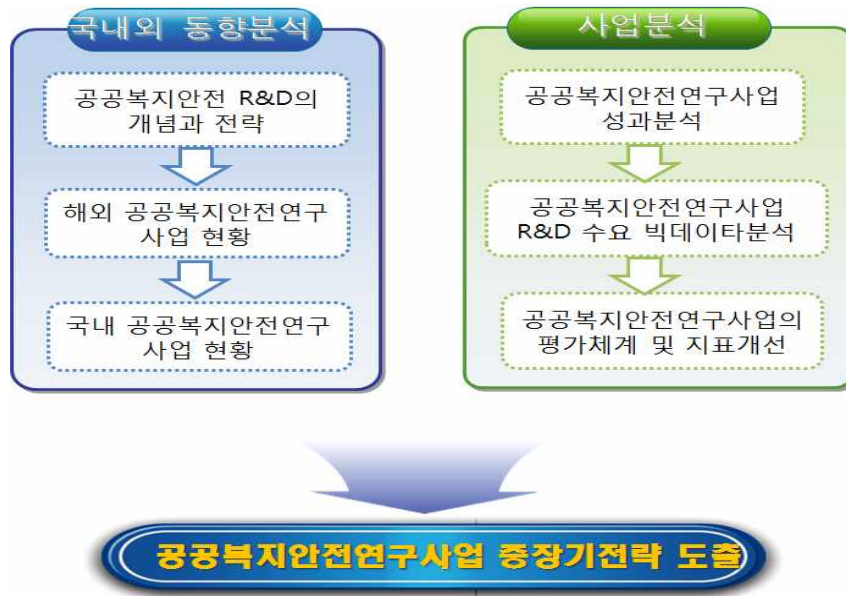 국내외 동향분석
공공복지안전 R&D의
개념과 전략
해외 공공복지안전연구
사업 현황
국내 공공복지안전연구
사업 현황
사업분석
공공복지안전연구사업
성과분석
공공복지안전연구사업
R&D 수요 빅데이타분석
공공복지안전연구사업의
평가체계 및 지표개선
공공복지안전연구사업 중장기전략 도출